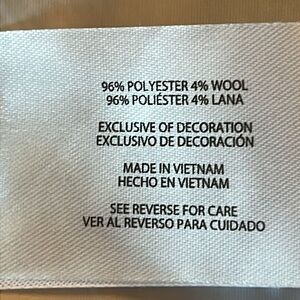 96% POLYESTER 4% WOOL
96% POLIÉSTER 4% LANA
EXCLUSIVE OF DECORATION
EXCLUSIVO DE DECORACIÓN
MADE IN VIETNAM
HECHO EN VIETNAM
SEE REVERSE FOR CARE
VER AL REVERSO PARA CUIDADO